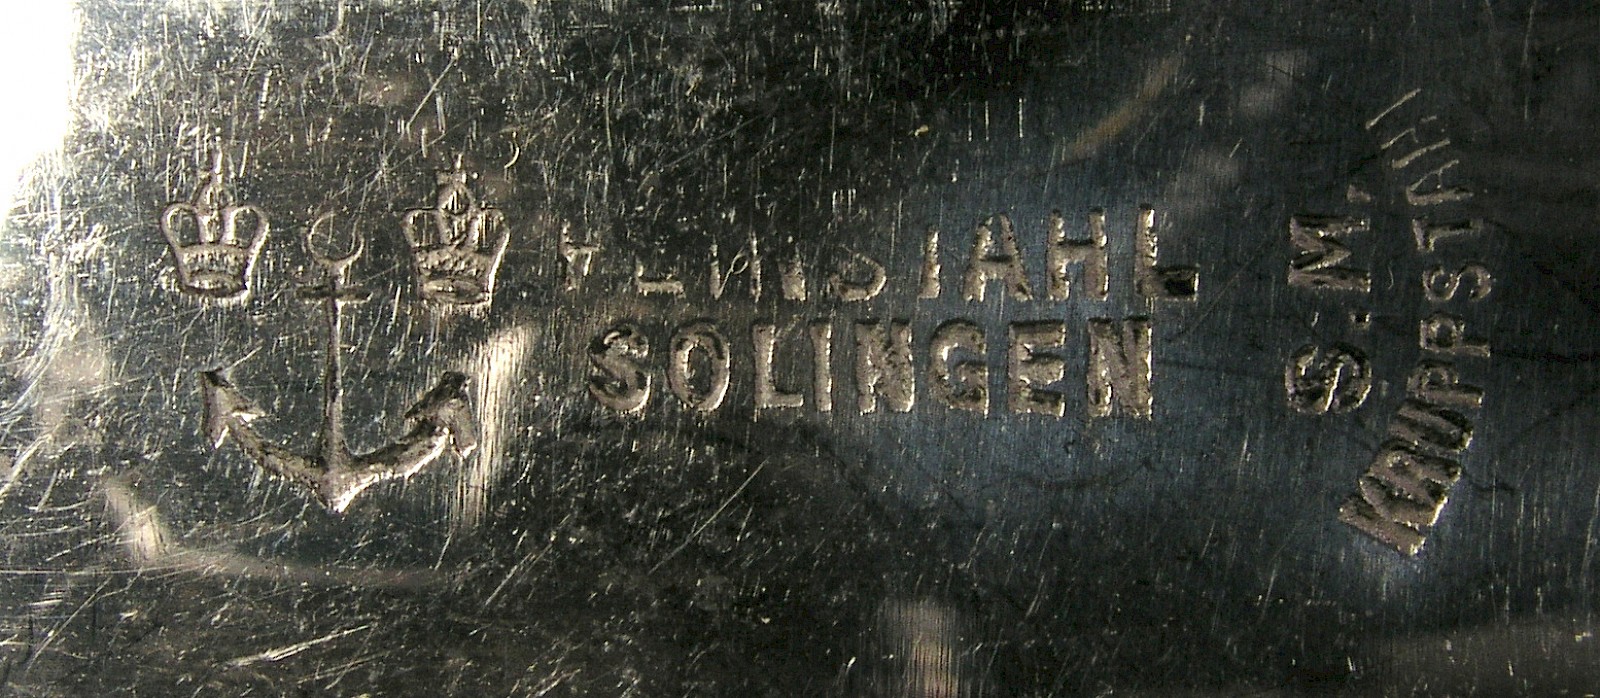 SOLINGEN
S.M.
KRUPPSTAHL